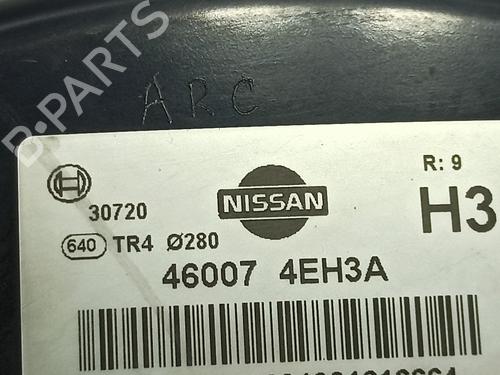 ARC
B-PARTS
R: 9
30720
NISSAN
H3
640 TR4 Ø280
46007 4EH3A